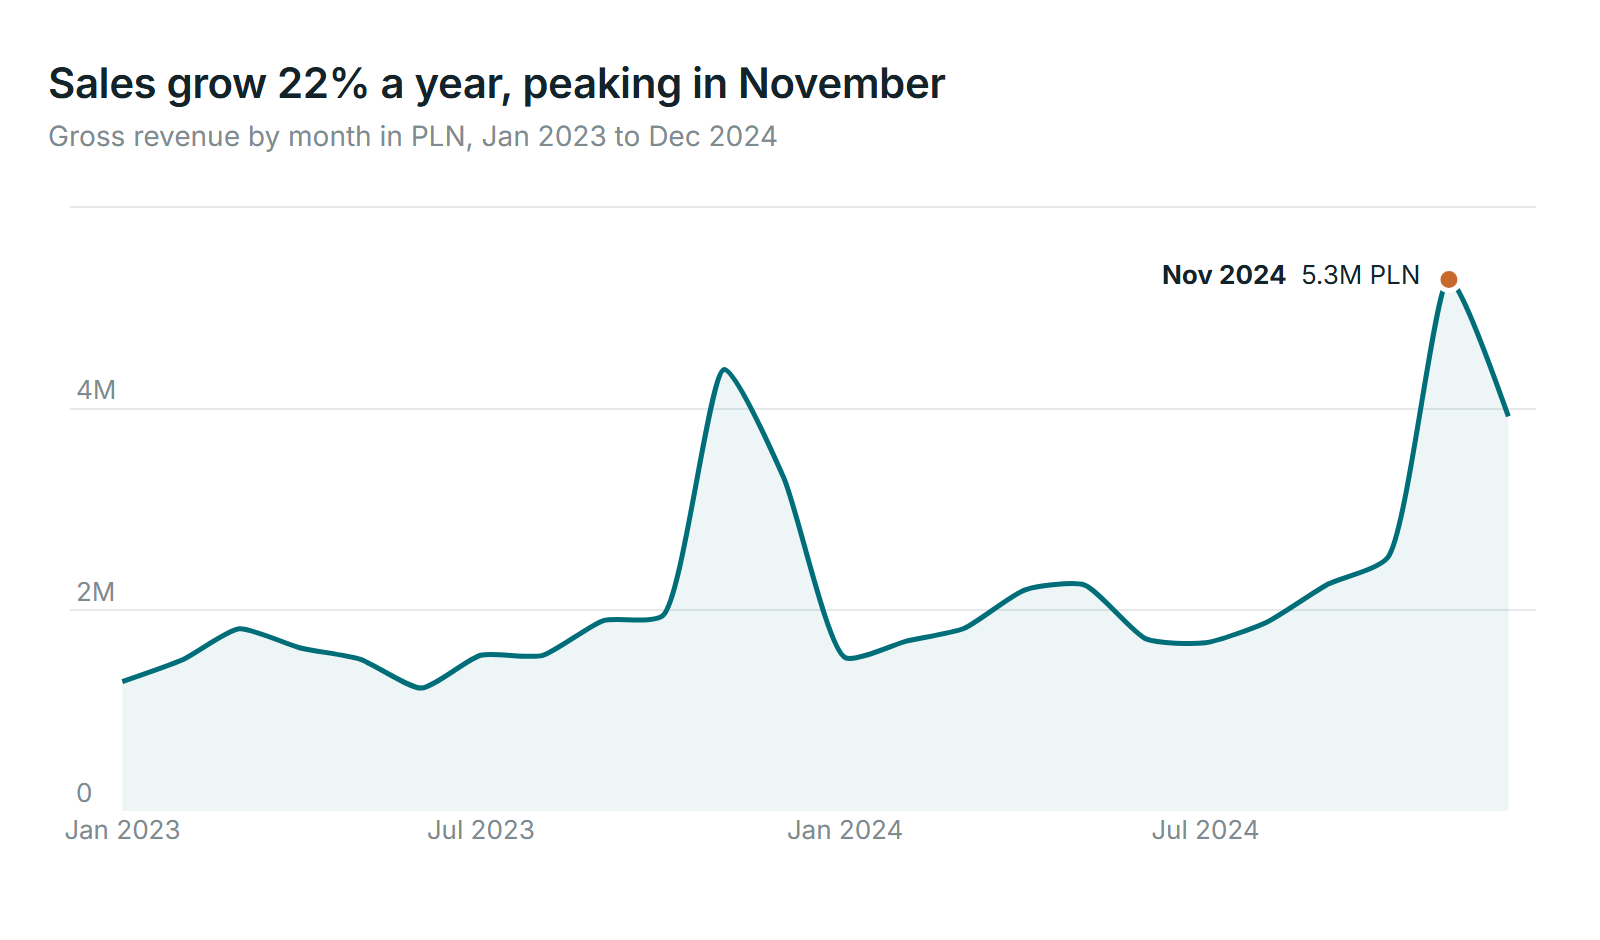 Sales grow 22% a year, peaking in November
Gross revenue by month in PLN, Jan 2023 to Dec 2024
Nov 2024 5.3M PLN
4M
2M
0
Jan 2023 Jul 2023 Jan 2024 Jul 2024